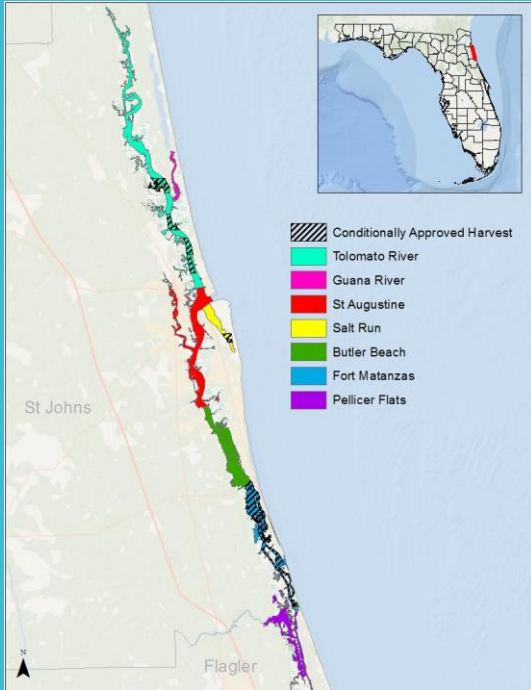 Conditionally Approved Harvest
Tolomato River
Guana River
St Augustine
Salt Run
Butler Beach
Fort Matanzas
Pellicer Flats
St Johns
Flagler
N